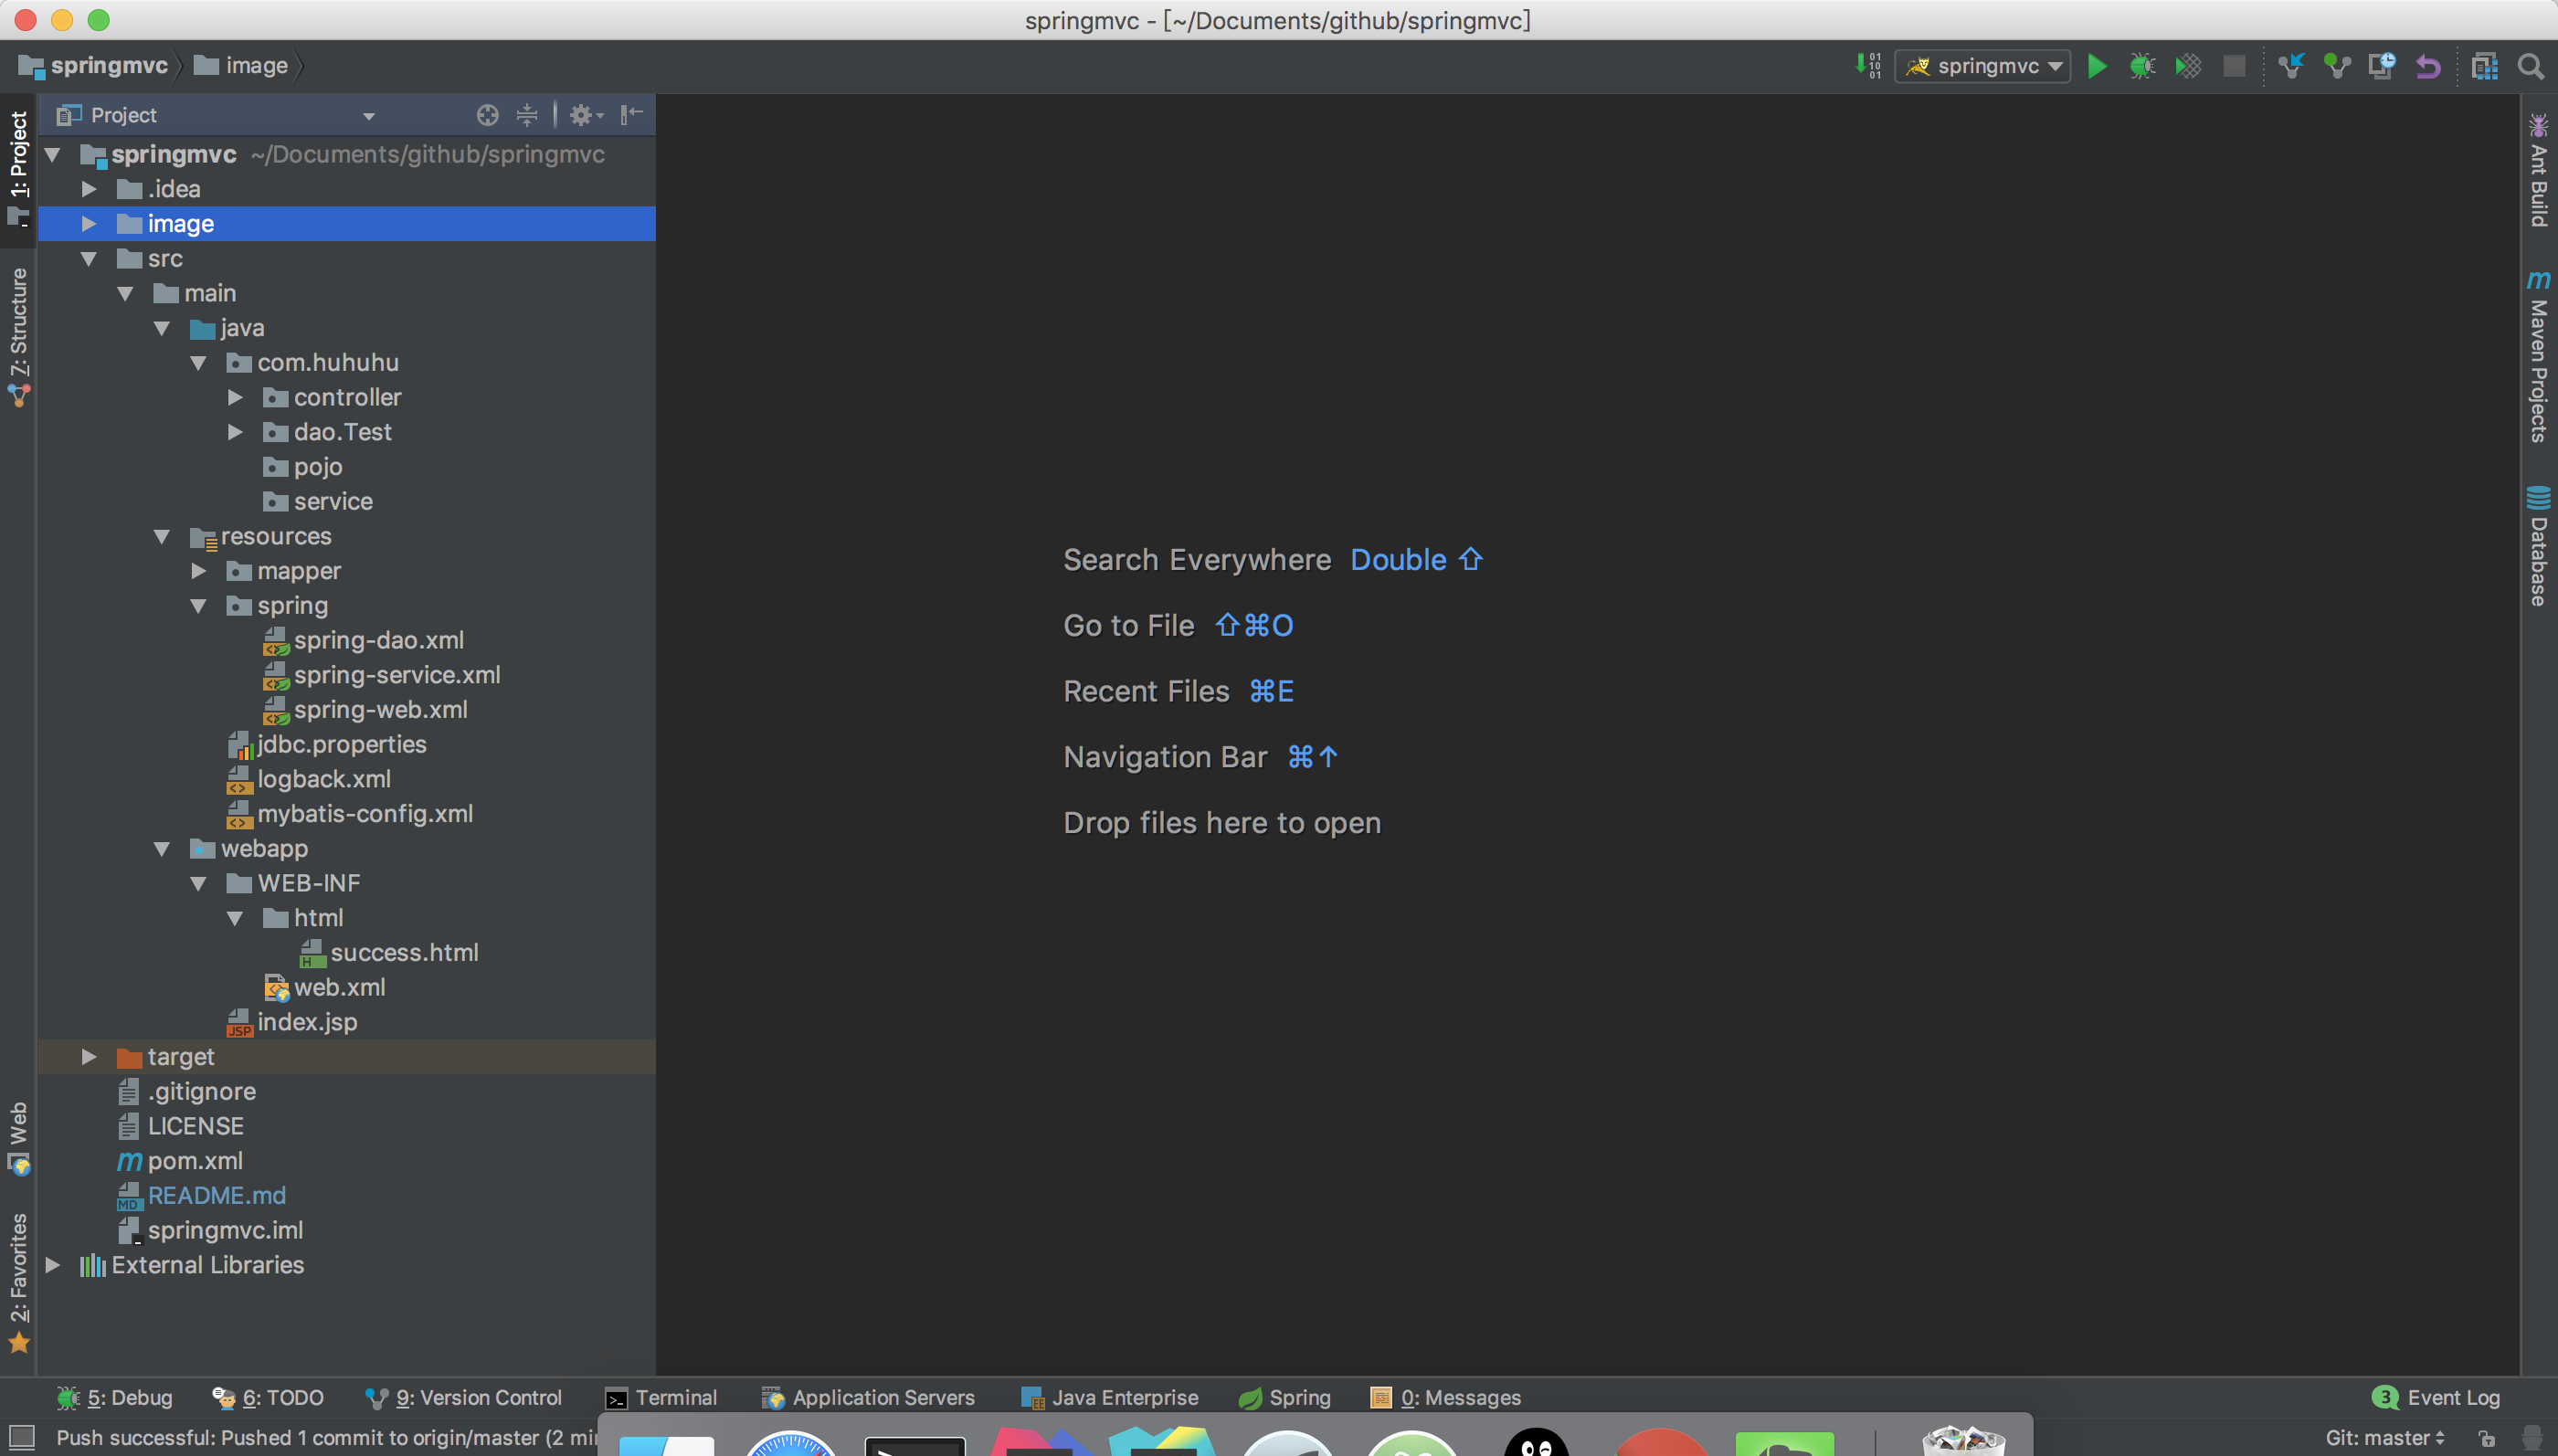 springmvc - [~/Documents/github/springmvc]
springmvc image
springmvc
Project
springmvc ~/Documents/github/springmvc
.idea
image
src
main
java
com.huhuhu
controller
dao.Test
pojo
service
resources
mapper
spring
spring-dao.xml
spring-service.xml
spring-web.xml
jdbc.properties
logback.xml
mybatis-config.xml
webapp
WEB-INF
html
success.html
web.xml
index.jsp
target
.gitignore
LICENSE
pom.xml
README.md
springmvc.iml
External Libraries
1: Project
7: Structure
Web
2: Favorites
Search Everywhere Double ⇧
Go to File ⇧⌘O
Recent Files ⌘E
Navigation Bar ⌘↑
Drop files here to open
Ant Build
Maven Projects
Database
5: Debug 6: TODO 9: Version Control Terminal Application Servers Java Enterprise Spring 0: Messages 3 Event Log
Push successful: Pushed 1 commit to origin/master (2 Git: master